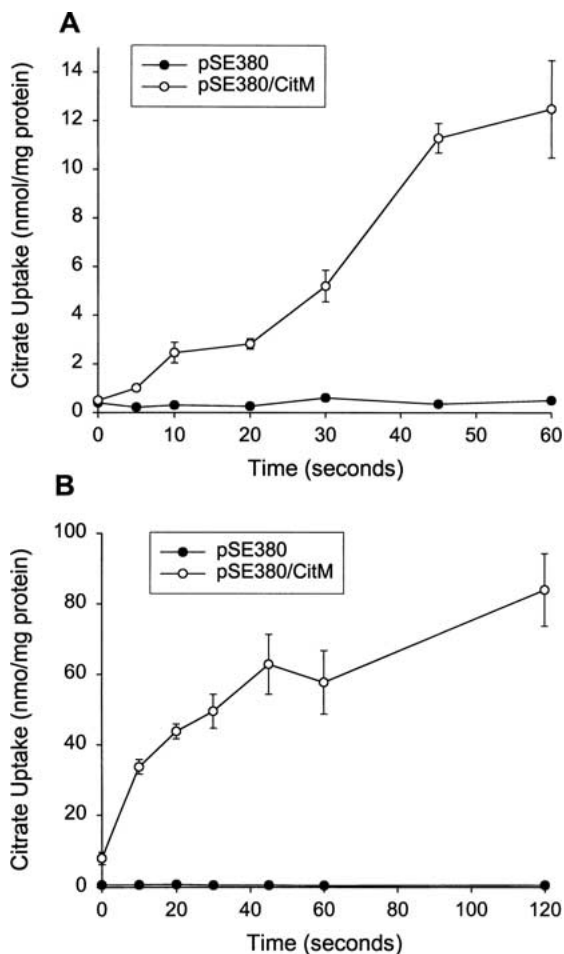 A
pSE380
pSE380/CitM
Citrate Uptake (nmol/mg protein)
14
12
10
8
6
4
2
0
0 10 20 30 40 50 60
Time (seconds)
B
pSE380
pSE380/CitM
Citrate Uptake (nmo/mg protein)
100
80
60
40
20
0
0 20 40 60 80 100 120
Time (seconds)